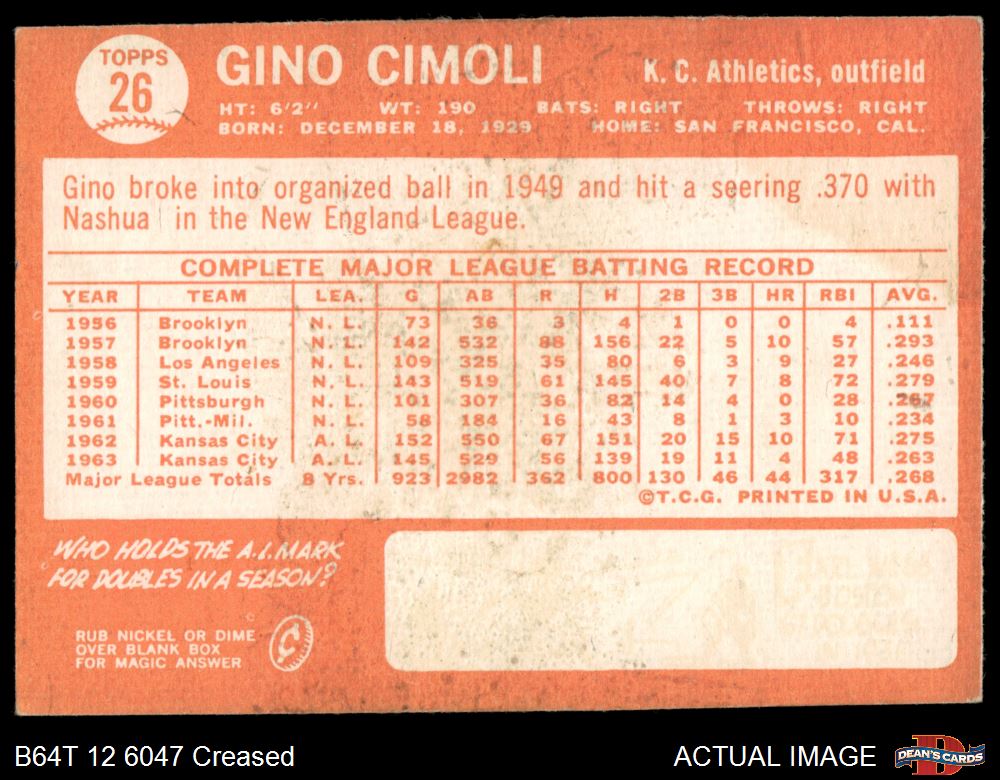 TOPPS
26
GINO CIMOLI
K. C. Athletics, outfield
HT: 6'2" WT: 190 BATS: RIGHT THROWS: RIGHT
BORN: DECEMBER 18, 1929 HOME: SAN FRANCISCO, CAL.
Gino broke into organized ball in 1949 and hit a seering .370 with
Nashua in the New England League.
COMPLETE MAJOR LEAGUE BATTING RECORD
YEAR TEAM LEA. G AB R H 2B 3B HR RBI AVG.
1956 Brooklyn N. L. 73 36 3 4 1 0 0 4 .111
1957 Brooklyn N. L. 142 532 88 156 22 5 10 57 .293
1958 Los Angeles N. L. 109 325 35 80 6 3 9 27 .246
1959 St. Louis N. L. 143 519 61 145 40 7 8 72 .279
1960 Pittsburgh N. L. 101 307 36 82 14 4 0 28 .267
1961 Pitt.-Mil. N. L. 58 184 16 43 8 1 3 10 .234
1962 Kansas City A. L. 152 550 67 151 20 15 10 71 .275
1963 Kansas City A. L. 145 529 56 139 19 11 4 48 .263
Major League Totals 8 Yrs. 923 2982 362 800 130 46 44 317 .268
©T.C.G. PRINTED IN U.S.A.
WHO HOLDS THE A.L. MARK
FOR DOUBLES IN A SEASON?
RUB NICKEL OR DIME
OVER BLANK BOX
FOR MAGIC ANSWER
B64T 12 6047 Creased
ACTUAL IMAGE
DEAN'S CARDS